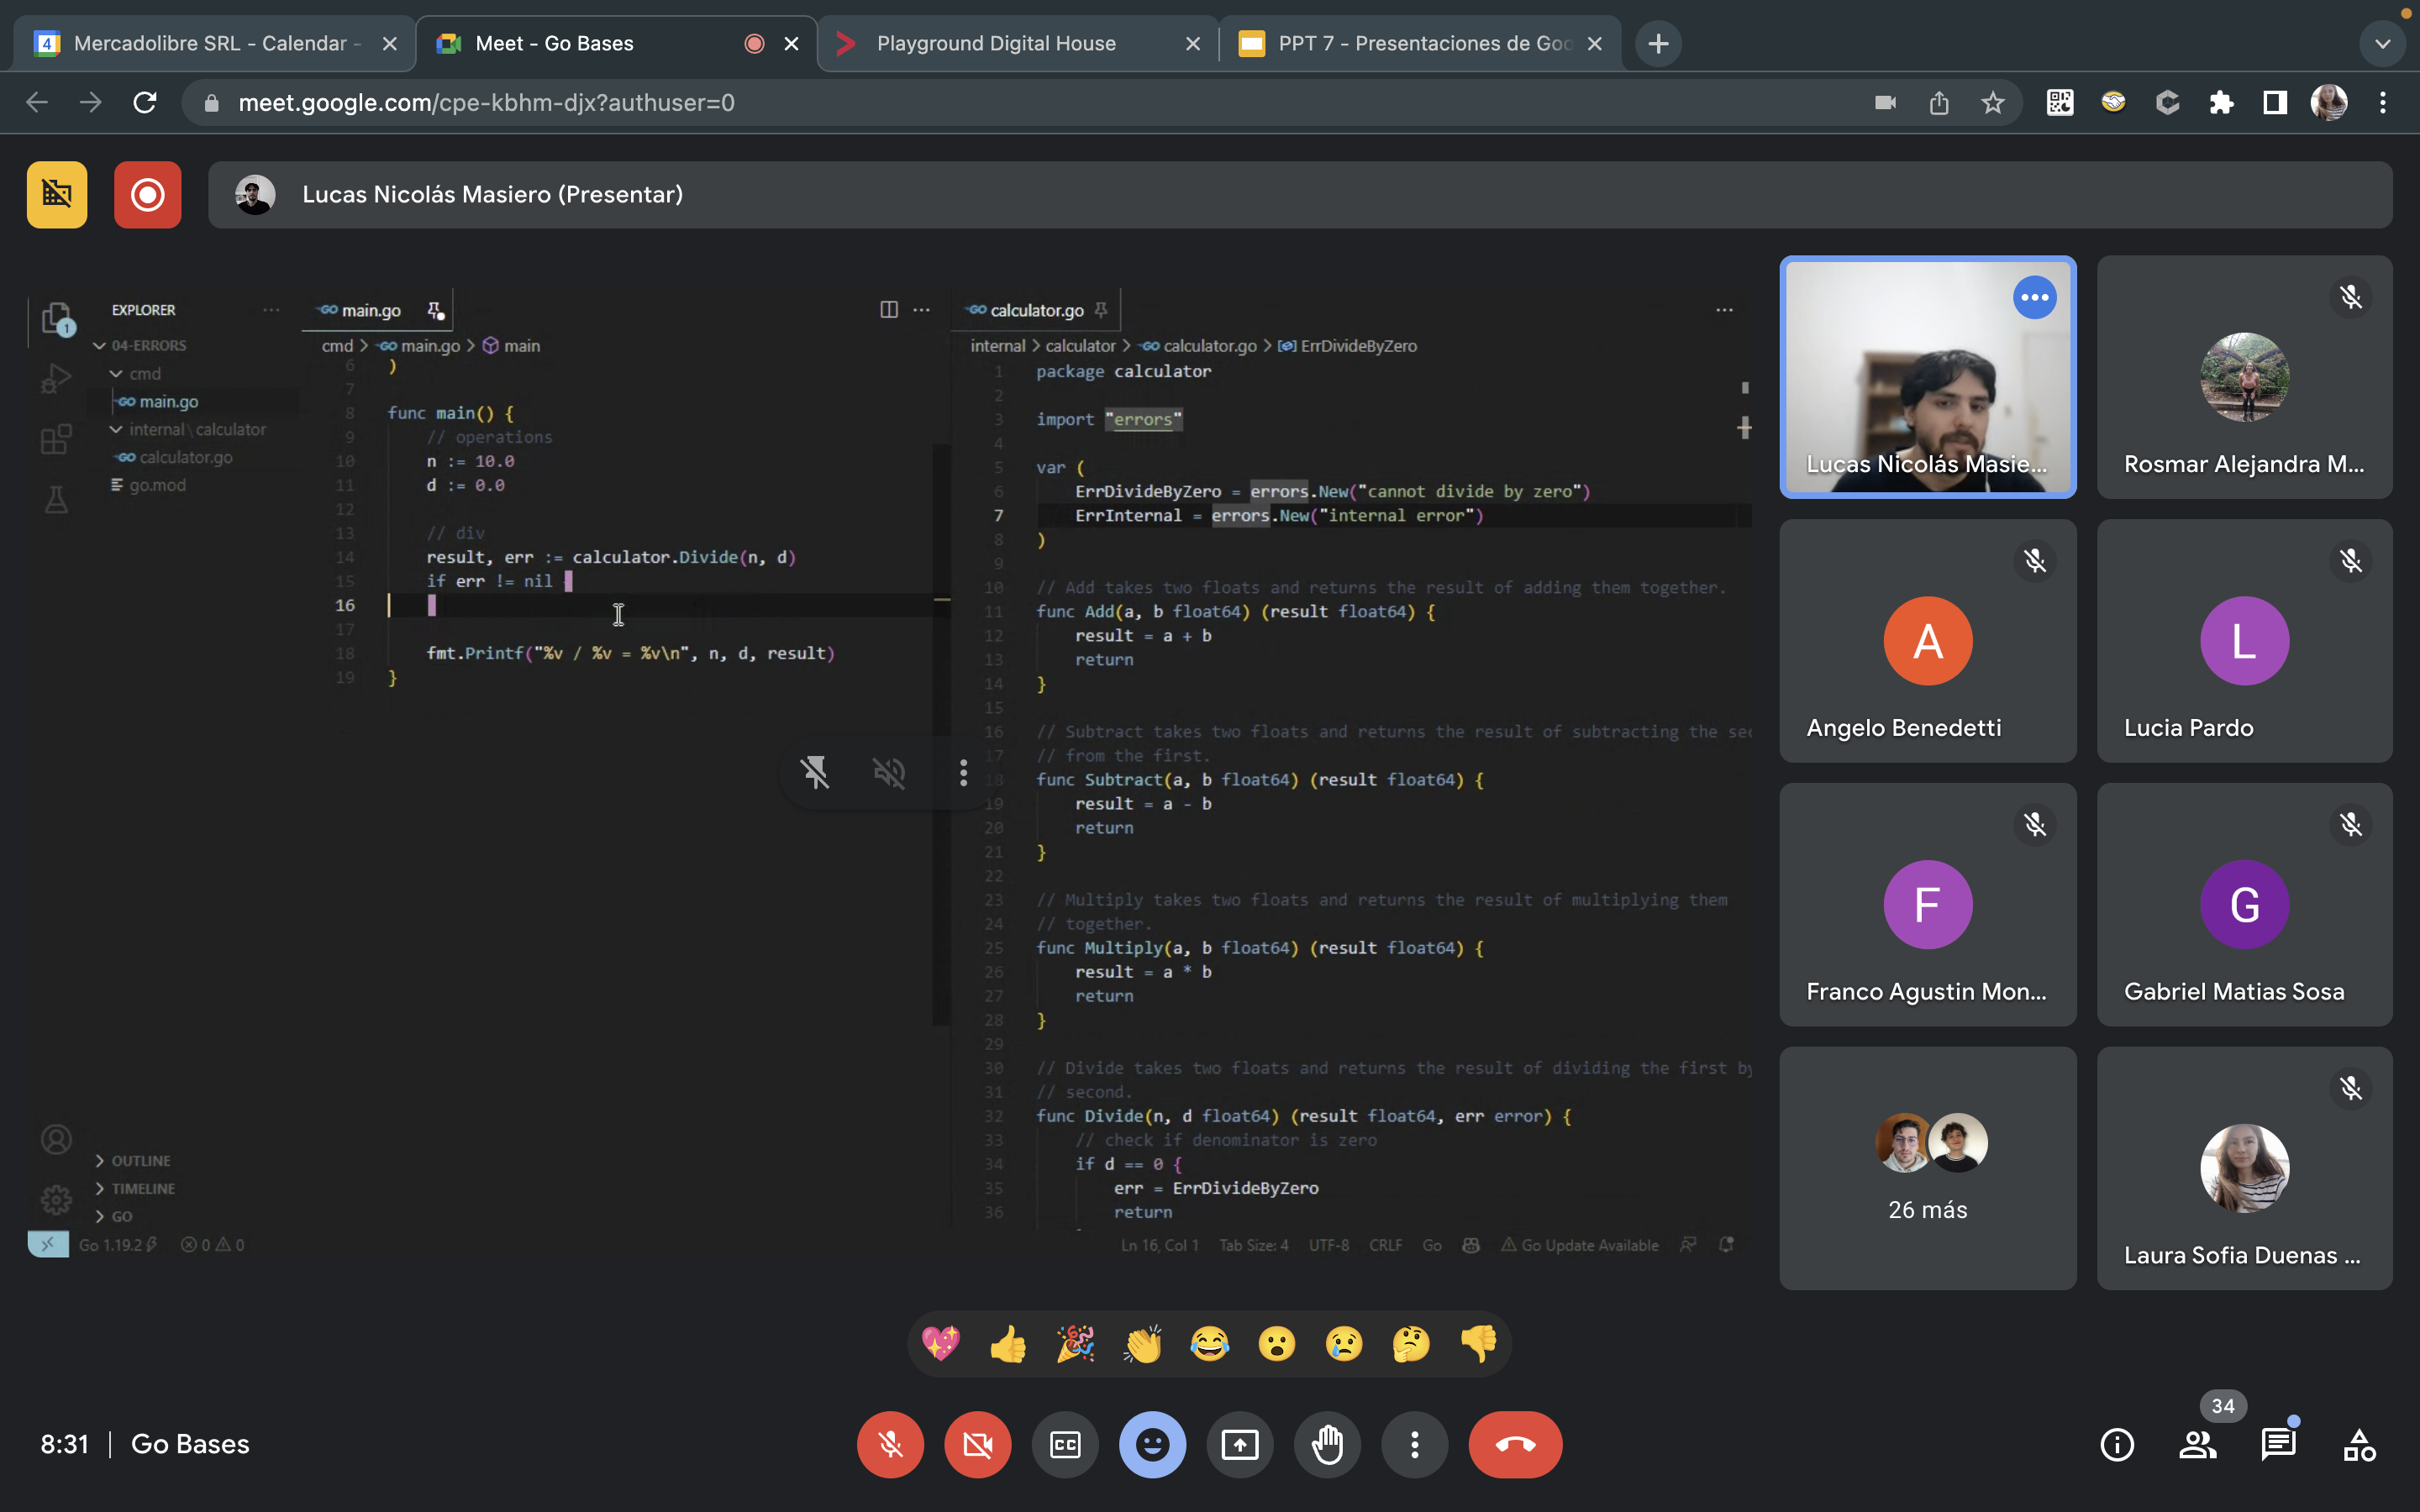 Mercadolibre SRL - Calendar -
Meet - Go Bases
Playground Digital House
PPT 7 - Presentaciones de Goo
meet.google.com/cpe-kbhm-djx?authuser=0
Lucas Nicolás Masiero (Presentar)
EXPLORER
04-ERRORS
cmd
main.go
internal \ calculator
calculator.go
go.mod
OUTLINE
TIMELINE
GO
1
main.go
cmd > main.go > main
6 )
7
8 func main() {
9 // operations
10 n := 10.0
11 d := 0.0
12
13 // div
14 result, err := calculator.Divide(n, d)
15 if err != nil {
16
17
18 fmt.Printf("%v / %v = %v\n", n, d, result)
19 }
calculator.go
internal > calculator > calculator.go > ErrDivideByZero
1 package calculator
2
3 import "errors"
4
5 var (
6 ErrDivideByZero = errors.New("cannot divide by zero")
7 ErrInternal = errors.New("internal error")
8 )
9
10 // Add takes two floats and returns the result of adding them together.
11 func Add(a, b float64) (result float64) {
12 result = a + b
13 return
14 }
15
16 // Subtract takes two floats and returns the result of subtracting the sec
17 // from the first.
18 func Subtract(a, b float64) (result float64) {
19 result = a - b
20 return
21 }
22
23 // Multiply takes two floats and returns the result of multiplying them
24 // together.
25 func Multiply(a, b float64) (result float64) {
26 result = a * b
27 return
28 }
29
30 // Divide takes two floats and returns the result of dividing the first by
31 // second.
32 func Divide(n, d float64) (result float64, err error) {
33 // check if denominator is zero
34 if d == 0 {
35 err = ErrDivideByZero
36 return
Go 1.19.2 0 0
Ln 16, Col 1 Tab Size: 4 UTF-8 CRLF Go Go Update Available
Lucas Nicolás Masie...
Rosmar Alejandra M...
A
Angelo Benedetti
L
Lucia Pardo
F
Franco Agustin Mon...
G
Gabriel Matias Sosa
26 más
Laura Sofia Duenas ...
8:31 | Go Bases
CC
34